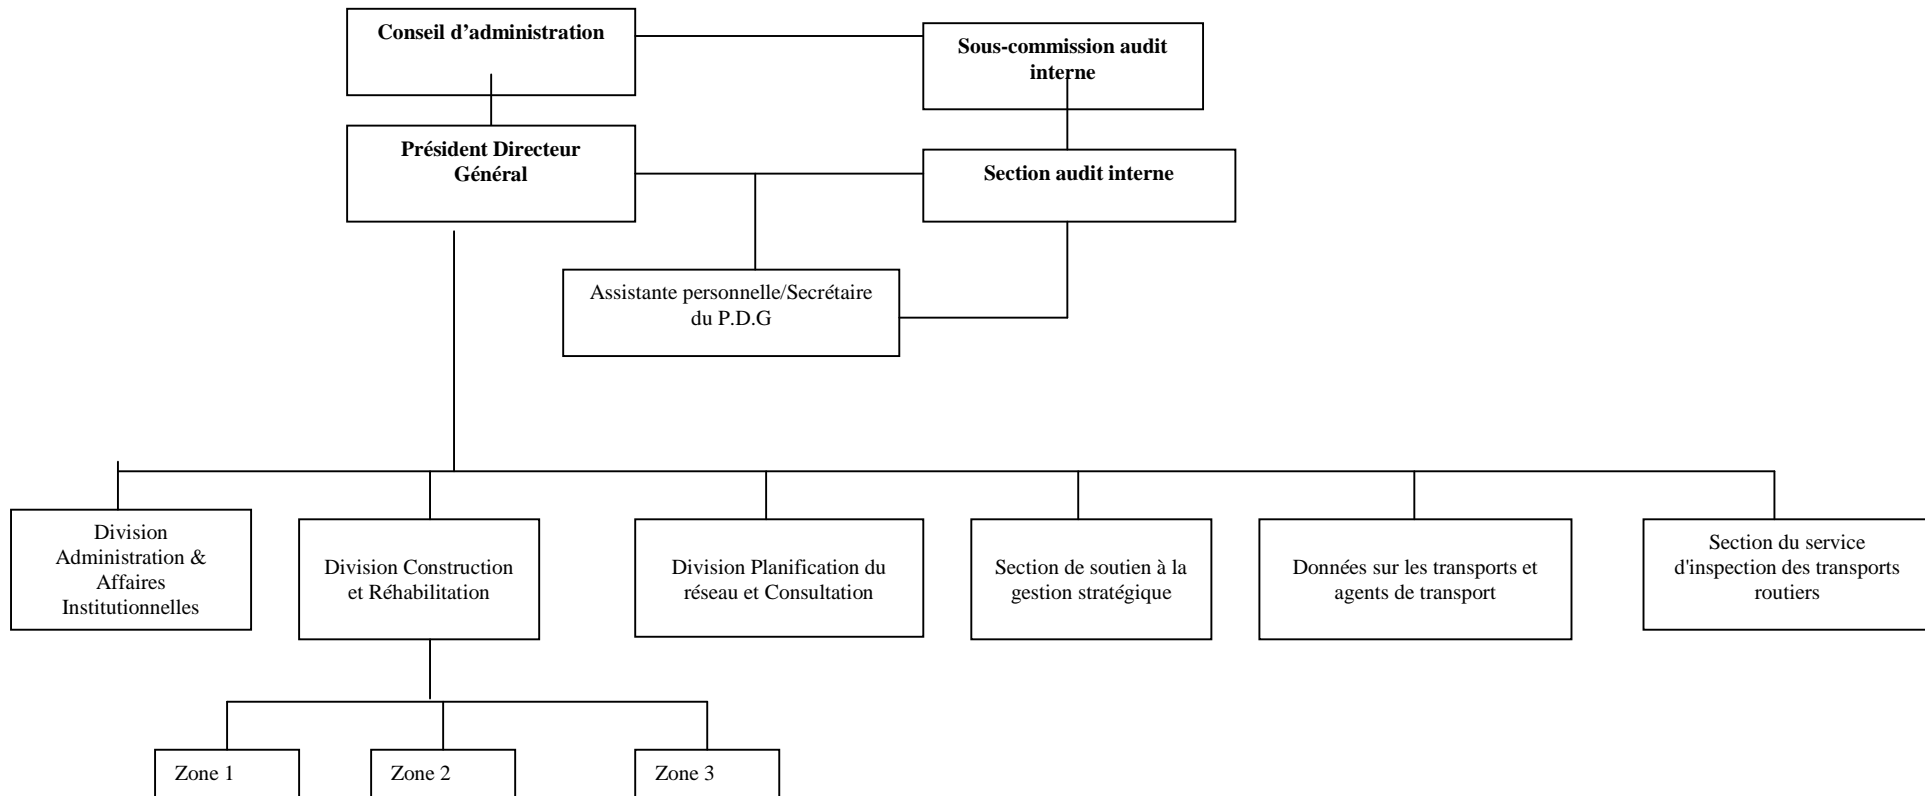 Conseil d’administration
Sous-commission audit
interne
Président Directeur
Général
Section audit interne
Assistante personnelle/Secrétaire
du P.D.G
Division
Administration &
Affaires
Institutionnelles
Division Construction
et Réhabilitation
Division Planification du
réseau et Consultation
Section de soutien à la
gestion stratégique
Données sur les transports et
agents de transport
Section du service
d'inspection des transports
routiers
Zone 1
Zone 2
Zone 3